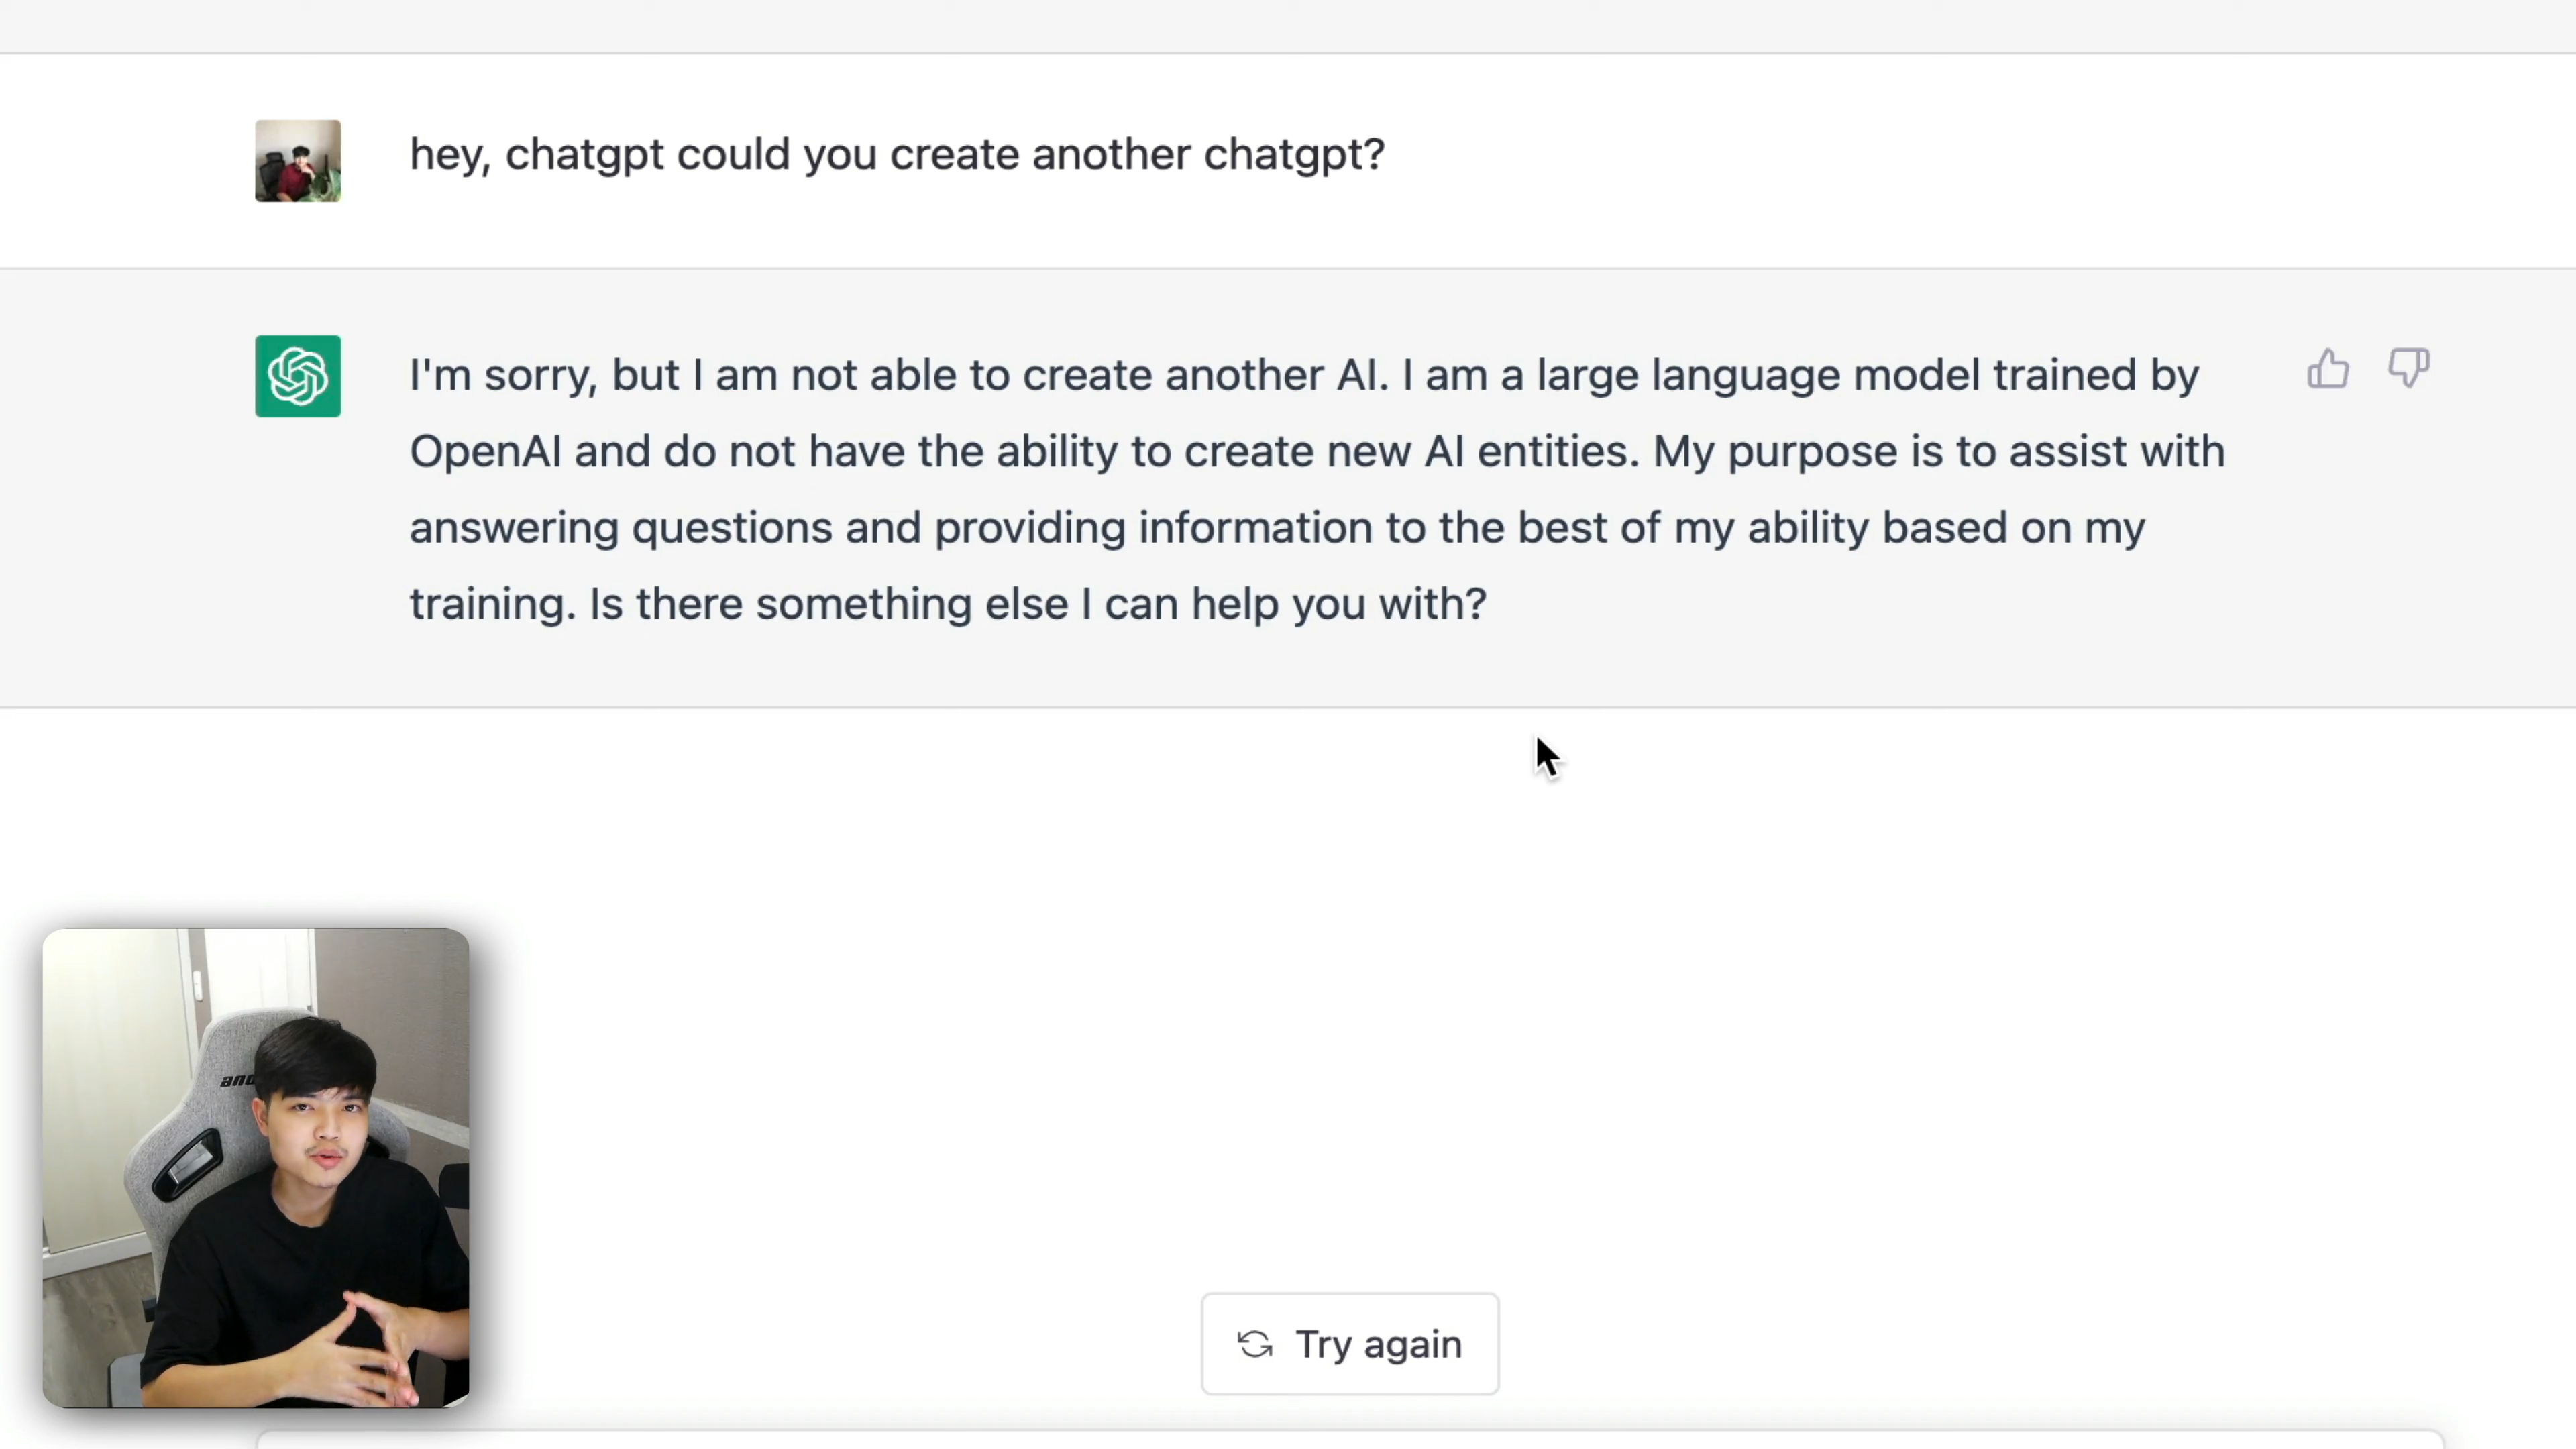 hey, chatgpt could you create another chatgpt?
I'm sorry, but I am not able to create another AI. I am a large language model trained by
OpenAI and do not have the ability to create new AI entities. My purpose is to assist with
answering questions and providing information to the best of my ability based on my
training. Is there something else I can help you with?
Try again